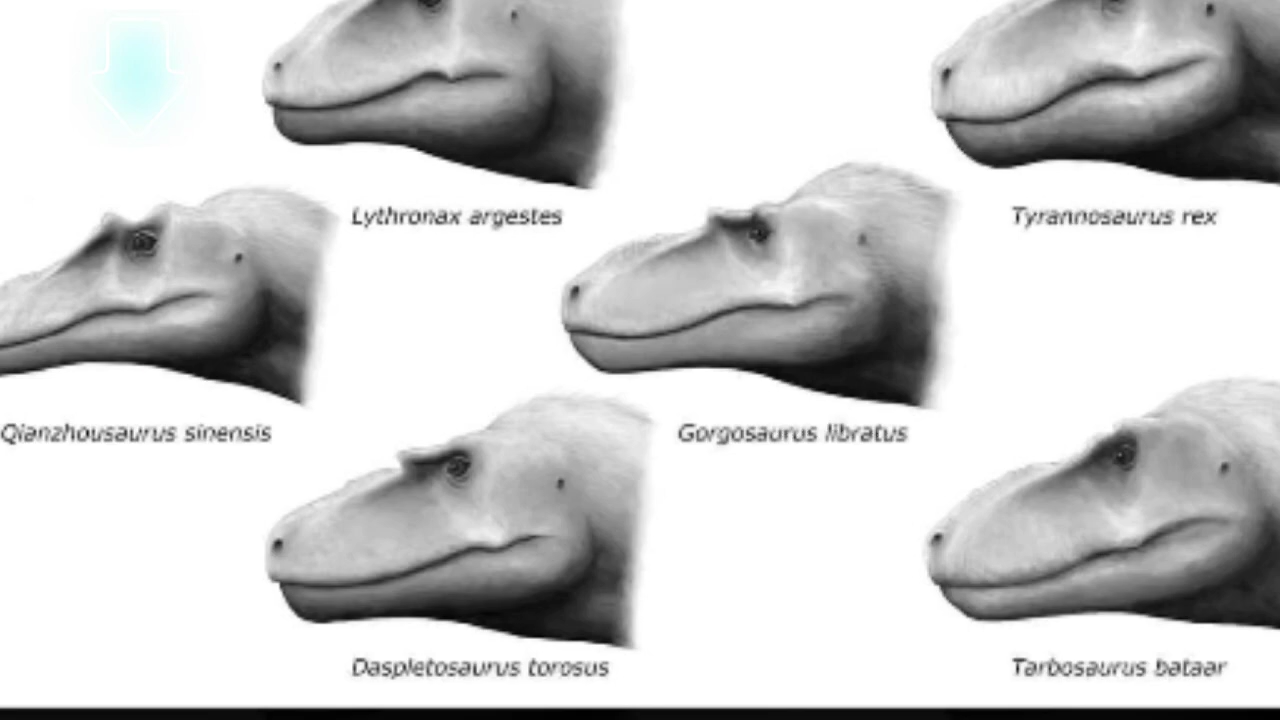 Lythronax argestes
Tyrannosaurus rex
Qianzhousaurus sinensis
Gorgosaurus libratus
Daspletosaurus torosus
Tarbosaurus bataar